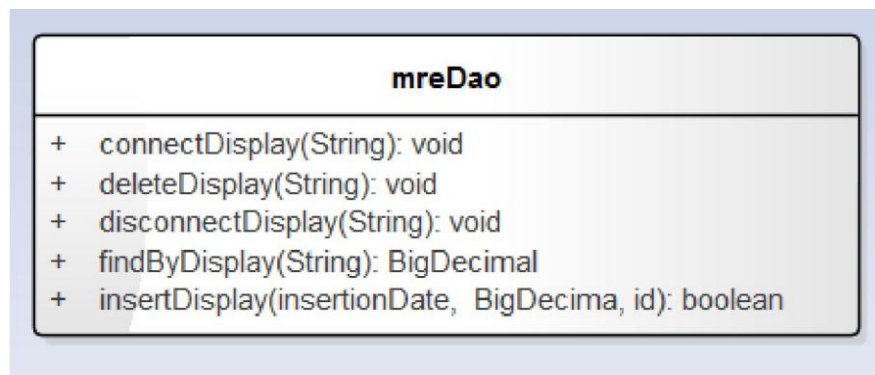 mreDao
+ connectDisplay(String): void
+ deleteDisplay(String): void
+ disconnectDisplay(String): void
+ findByDisplay(String): BigDecimal
+ insertDisplay(insertionDate, BigDecima, id): boolean